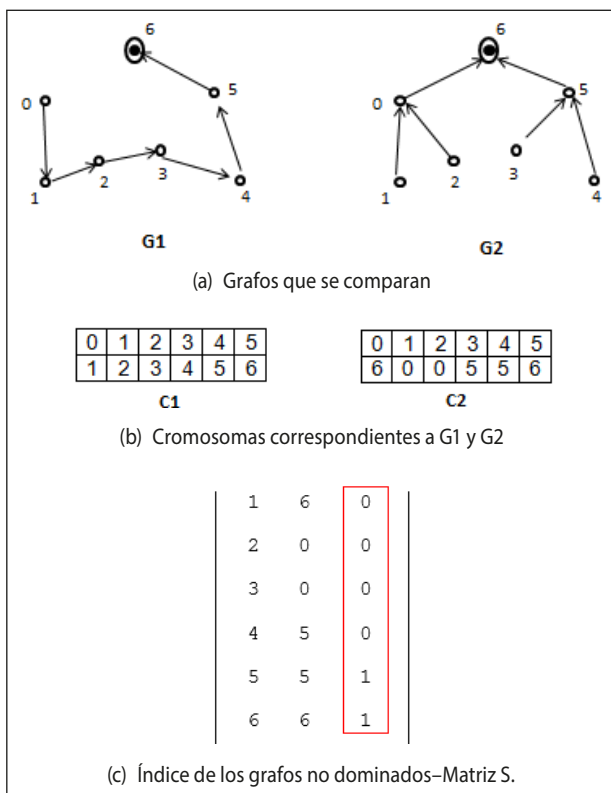 6 6
0 5 0 5
1 2 3 4 1 2 3 4
G1 G2
(a) Grafos que se comparan
0 1 2 3 4 5 0 1 2 3 4 5
1 2 3 4 5 6 6 0 0 5 5 6
C1 C2
(b) Cromosomas correspondientes a G1 y G2
1 6 0
2 0 0
3 0 0
4 5 0
5 5 1
6 6 1
(c) Índice de los grafos no dominados–Matriz S.